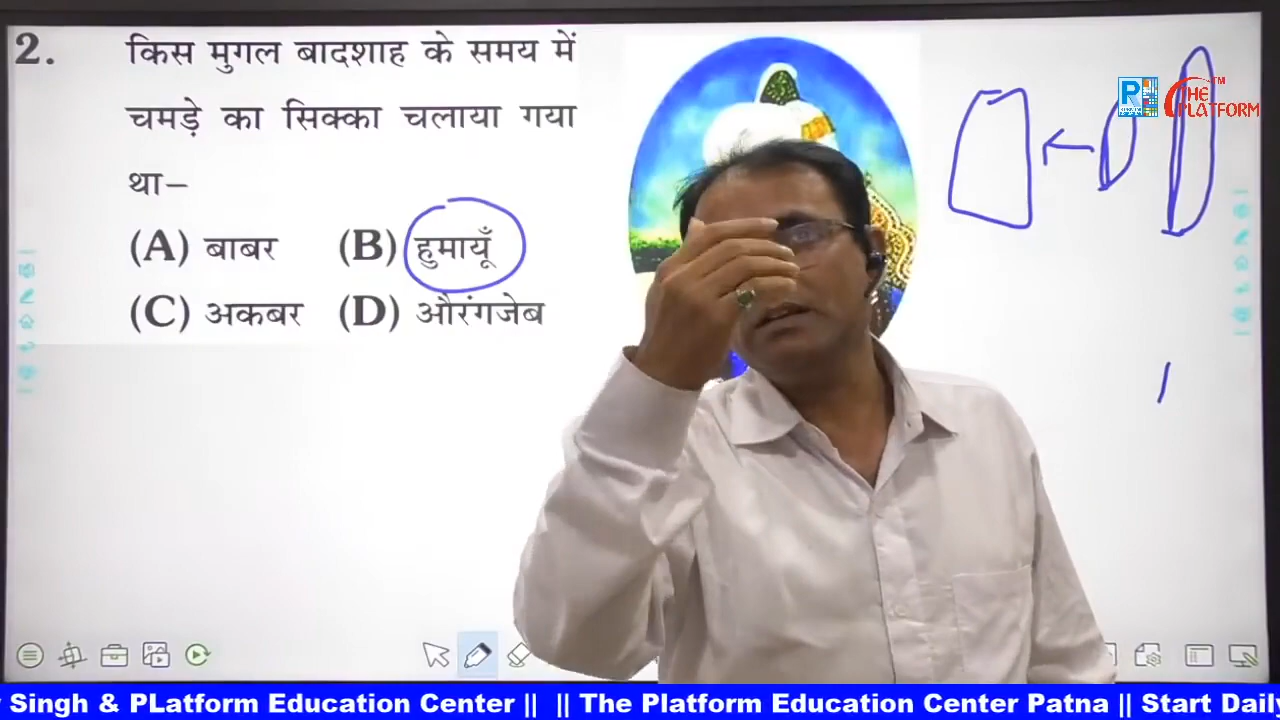 2. किस मुगल बादशाह के समय में
चमड़े का सिक्का चलाया गया
था–
(A) बाबर (B) हुमायूँ
(C) अकबर (D) औरंगजेब
THE PLATFORM™
Singh & PLatform Education Center || || The Platform Education Center Patna || Start Daily